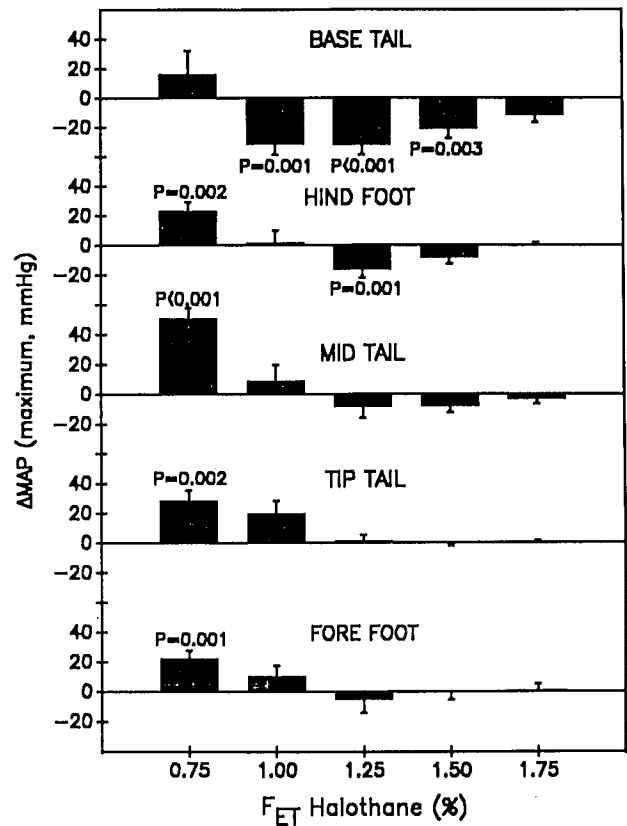 BASE TAIL
40
20
0
−20
P=0.001
P<0.001
P=0.003
P=0.002
HIND FOOT
40
20
0
−20
P=0.001
P<0.001
MID TAIL
40
20
0
−20
P=0.002
TIP TAIL
40
20
0
−20
P=0.001
FORE FOOT
40
20
0
−20
0.75 1.00 1.25 1.50 1.75
FET Halothane (%)
ΔMAP (maximum, mmHg)